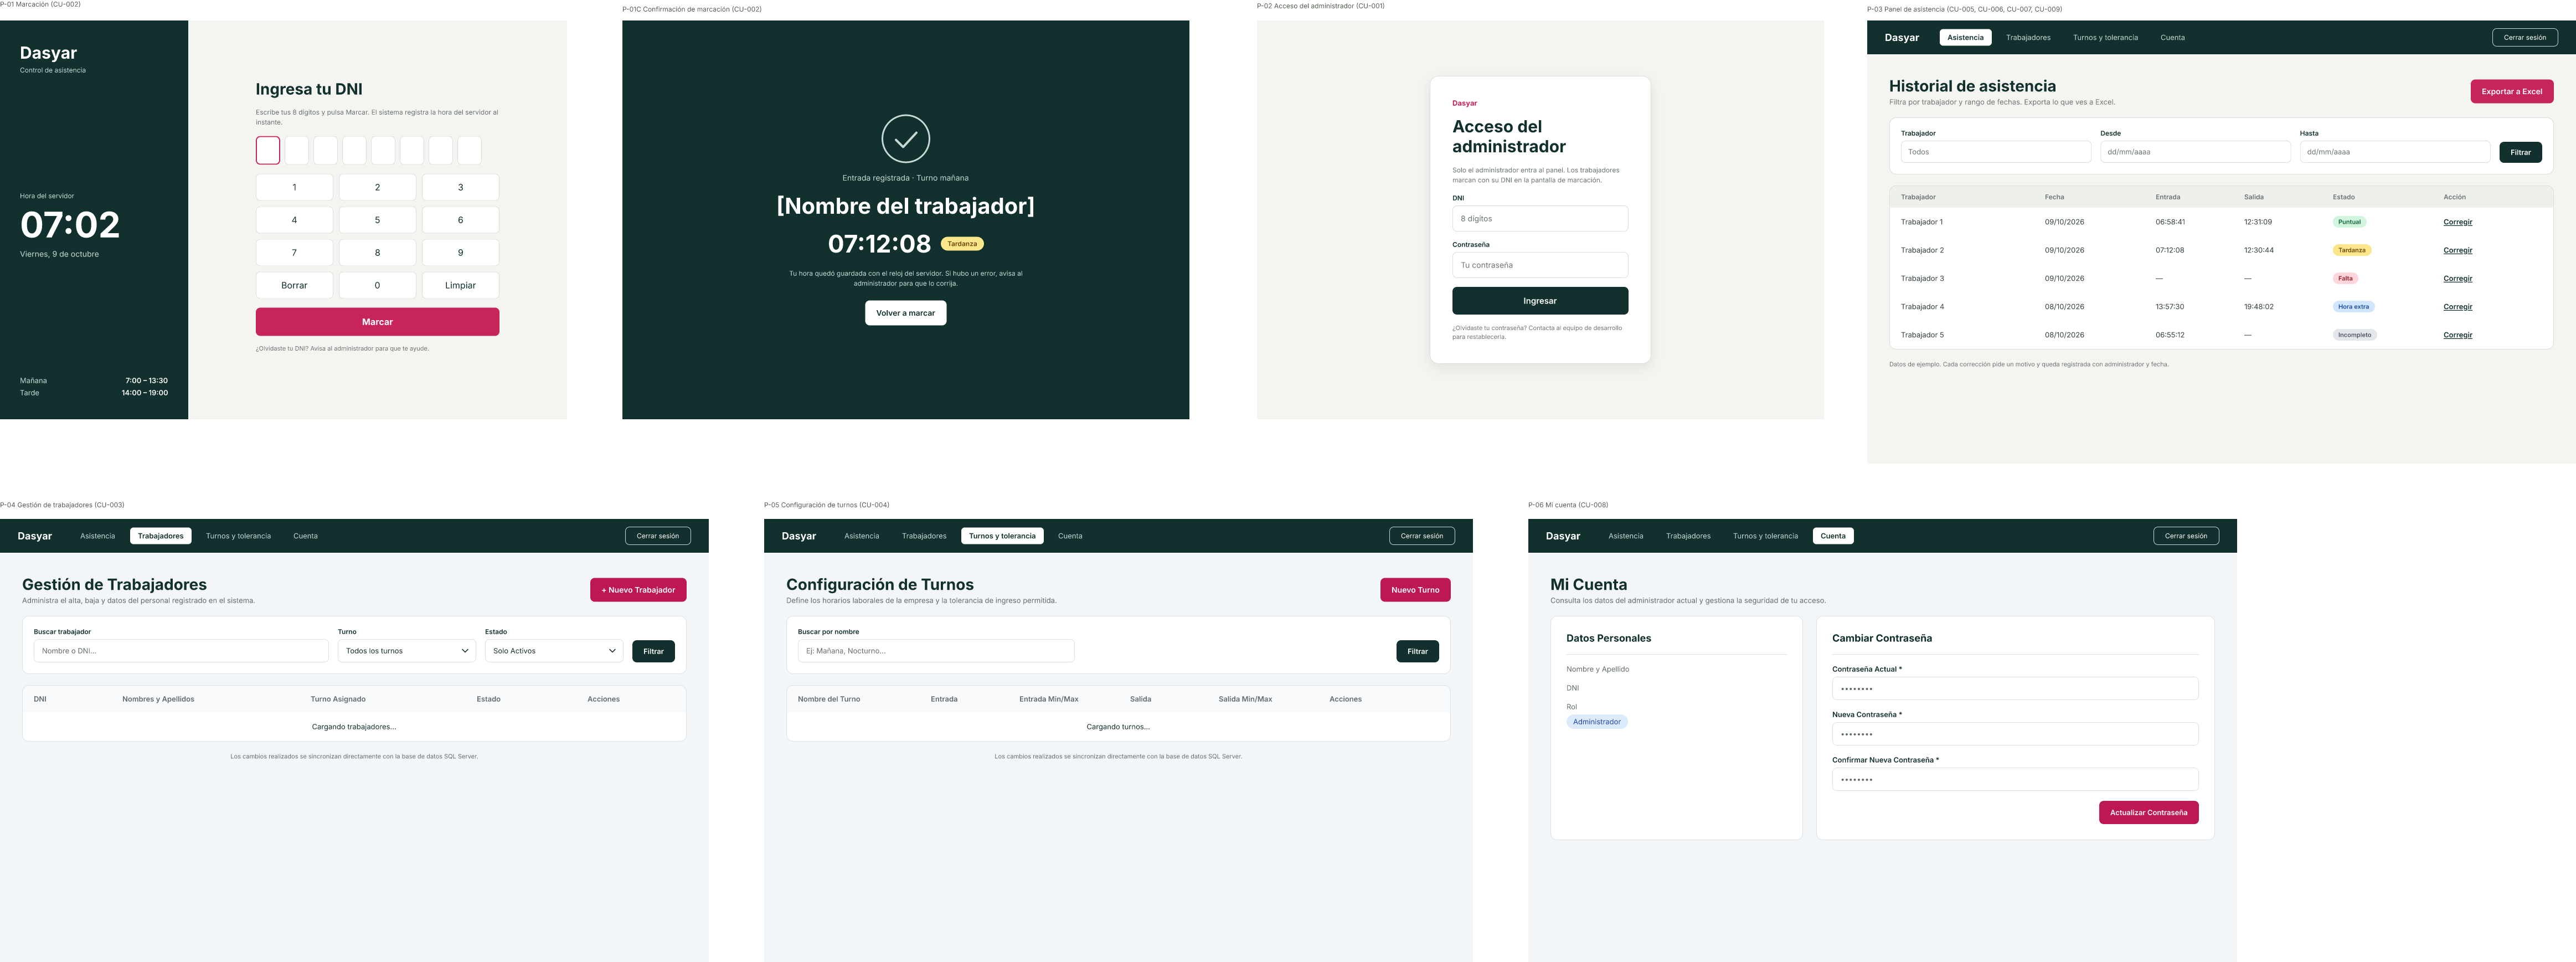 P-01 Marcación (CU-002)
Dasyar
Control de asistencia
Hora del servidor
07:02
Viernes, 9 de octubre
Mañana 7:00 – 13:30
Tarde 14:00 – 19:00
Ingresa tu DNI
Escribe tus 8 dígitos y pulsa Marcar. El sistema registra la hora del servidor al
instante.
1 2 3
4 5 6
7 8 9
Borrar 0 Limpiar
Marcar
¿Olvidaste tu DNI? Avisa al administrador para que te ayude.
P-01C Confirmación de marcación (CU-002)
Entrada registrada · Turno mañana
[Nombre del trabajador]
07:12:08 Tardanza
Tu hora quedó guardada con el reloj del servidor. Si hubo un error, avisa al
administrador para que lo corrija.
Volver a marcar
P-02 Acceso del administrador (CU-001)
Dasyar
Acceso del
administrador
Solo el administrador entra al panel. Los trabajadores
marcan con su DNI en la pantalla de marcación.
DNI
8 dígitos
Contraseña
Tu contraseña
Ingresar
¿Olvidaste tu contraseña? Contacta al equipo de desarrollo
para restablecerla.
P-03 Panel de asistencia (CU-005, CU-006, CU-007, CU-009)
Dasyar Asistencia Trabajadores Turnos y tolerancia Cuenta Cerrar sesión
Historial de asistencia
Filtra por trabajador y rango de fechas. Exporta lo que ves a Excel.
Exportar a Excel
Trabajador Desde Hasta
Todos dd/mm/aaaa dd/mm/aaaa Filtrar
Trabajador Fecha Entrada Salida Estado Acción
Trabajador 1 09/10/2026 06:58:41 12:31:09 Puntual Corregir
Trabajador 2 09/10/2026 07:12:08 12:30:44 Tardanza Corregir
Trabajador 3 09/10/2026 — — Falta Corregir
Trabajador 4 08/10/2026 13:57:30 19:48:02 Hora extra Corregir
Trabajador 5 08/10/2026 06:55:12 — Incompleto Corregir
Datos de ejemplo. Cada corrección pide un motivo y queda registrada con administrador y fecha.
P-04 Gestión de trabajadores (CU-003)
Dasyar Asistencia Trabajadores Turnos y tolerancia Cuenta Cerrar sesión
Gestión de Trabajadores
Administra el alta, baja y datos del personal registrado en el sistema.
+ Nuevo Trabajador
Buscar trabajador Turno Estado
Nombre o DNI... Todos los turnos Solo Activos Filtrar
DNI Nombres y Apellidos Turno Asignado Estado Acciones
Cargando trabajadores...
Los cambios realizados se sincronizan directamente con la base de datos SQL Server.
P-05 Configuración de turnos (CU-004)
Dasyar Asistencia Trabajadores Turnos y tolerancia Cuenta Cerrar sesión
Configuración de Turnos
Define los horarios laborales de la empresa y la tolerancia de ingreso permitida.
Nuevo Turno
Buscar por nombre
Ej: Mañana, Nocturno... Filtrar
Nombre del Turno Entrada Entrada Min/Max Salida Salida Min/Max Acciones
Cargando turnos...
Los cambios realizados se sincronizan directamente con la base de datos SQL Server.
P-06 Mi cuenta (CU-008)
Dasyar Asistencia Trabajadores Turnos y tolerancia Cuenta Cerrar sesión
Mi Cuenta
Consulta los datos del administrador actual y gestiona la seguridad de tu acceso.
Datos Personales
Nombre y Apellido
DNI
Rol
Administrador
Cambiar Contraseña
Contraseña Actual *
••••••••
Nueva Contraseña *
••••••••
Confirmar Nueva Contraseña *
••••••••
Actualizar Contraseña